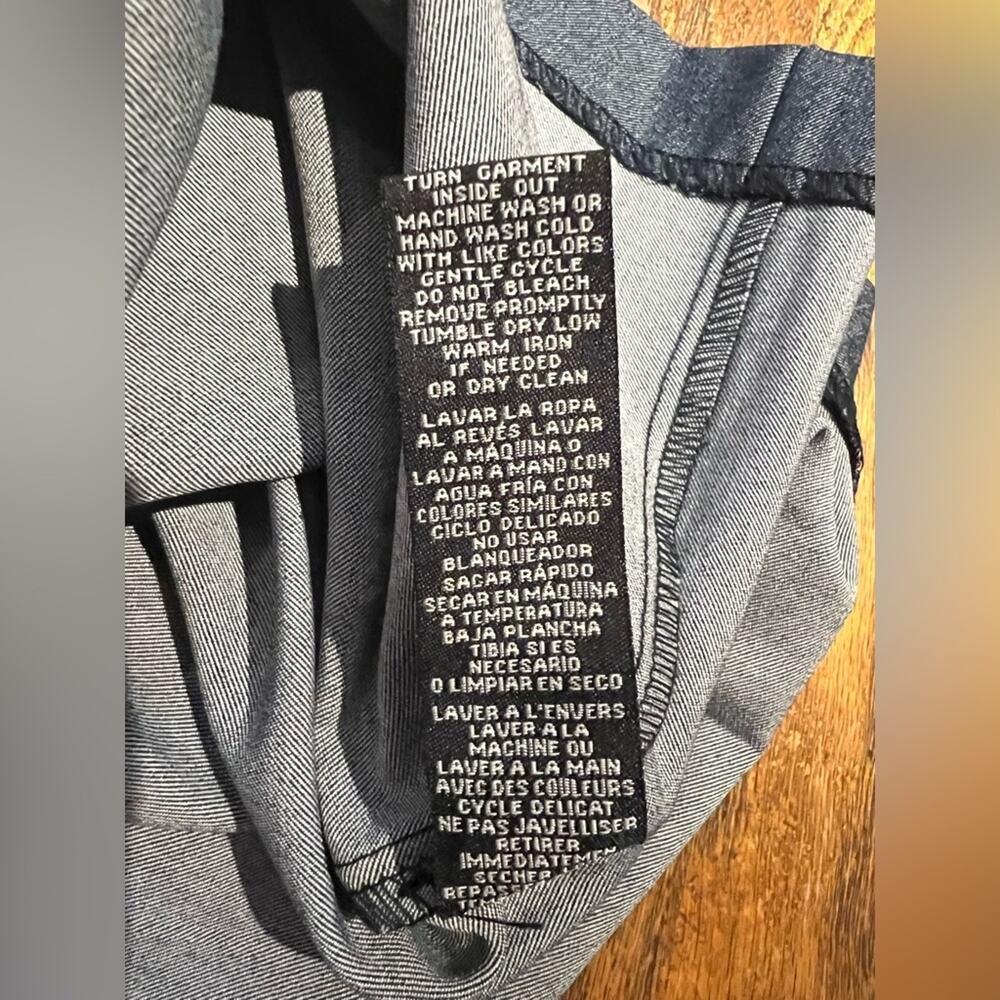 TURN GARMENT
INSIDE OUT
MACHINE WASH OR
HAND WASH COLD
WITH LIKE COLORS
GENTLE CYCLE
DO NOT BLEACH
REMOVE PROMPTLY
TUMBLE DRY LOW
WARM IRON
IF NEEDED
OR DRY CLEAN
LAVAR LA ROPA
AL REVÉS LAVAR
A MÁQUINA O
LAVAR A MANO CON
AGUA FRÍA CON
COLORES SIMILARES
CICLO DELICADO
NO USAR
BLANQUEADOR
SACAR RÁPIDO
SECAR EN MÁQUINA
A TEMPERATURA
BAJA PLANCHA
TIBIA SI ES
NECESARIO
O LIMPIAR EN SECO
LAVER A L'ENVERS
LAVER A LA
MACHINE OU
LAVER A LA MAIN
AVEC DES COULEURS
CYCLE DELICAT
NE PAS JAVELLISER
RETIRER
IMMEDIATEMEN
SECHER
REPASS